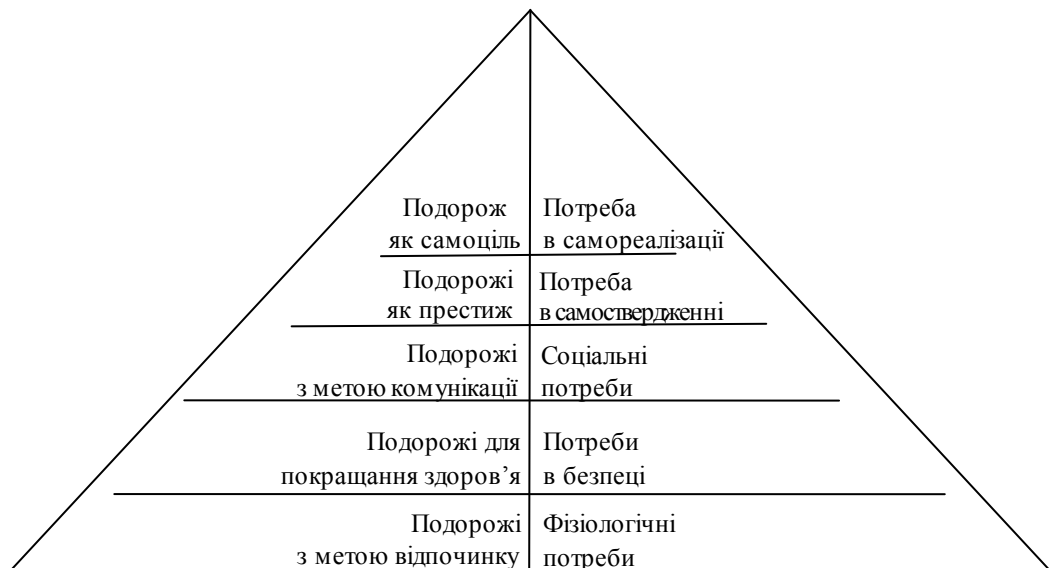 Подорож
як самоціль
Потреба
в самореалізації
Подорожі
як престиж
Потреба
в самоствердженні
Подорожі
з метою комунікації
Соціальні
потреби
Подорожі для
покращання здоров’я
Потреби
в безпеці
Подорожі
з метою відпочинку
Фізіологічні
потреби